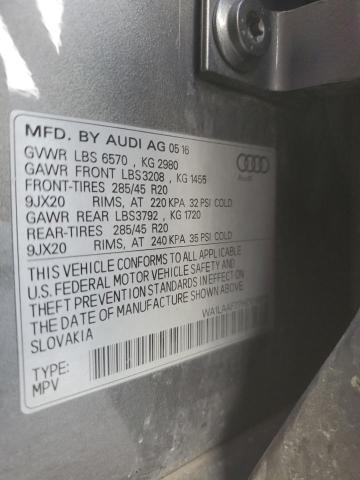 MFD. BY AUDI AG 05 16
GVWR LBS 6570 , KG 2980
GAWR FRONT LBS3208 , KG 1455
FRONT-TIRES 285/45 R20
9JX20 RIMS, AT 220 KPA 32 PSI COLD
GAWR REAR LBS3792 , KG 1720
REAR-TIRES 285/45 R20
9JX20 RIMS, AT 240 KPA 35 PSI COLD
Audi
THIS VEHICLE CONFORMS TO ALL APPLICABLE
U.S. FEDERAL MOTOR VEHICLE SAFETY AND
THEFT PREVENTION STANDARDS IN EFFECT ON
THE DATE OF MANUFACTURE SHOWN ABOVE
SLOVAKIA
TYPE:
MPV